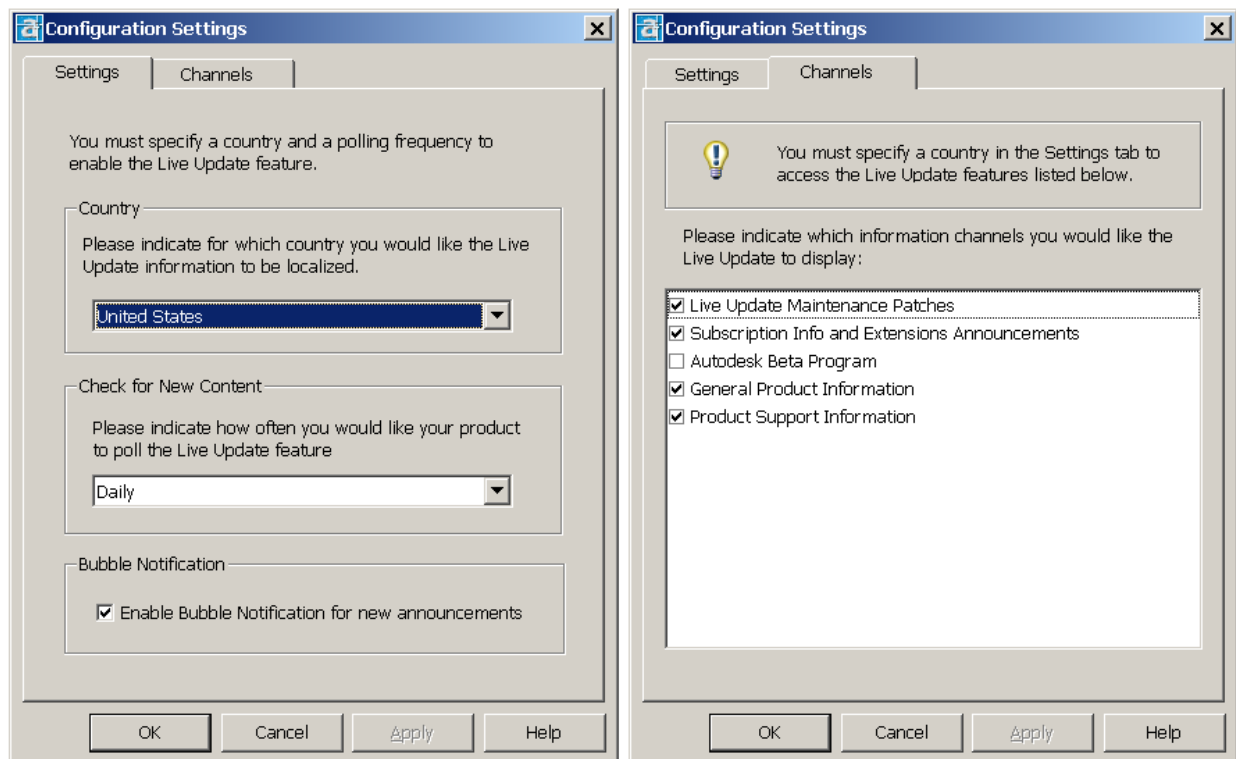 Configuration Settings
Settings
Channels
You must specify a country and a polling frequency to
enable the Live Update feature.
Country
Please indicate for which country you would like the Live
Update information to be localized.
United States
Check for New Content
Please indicate how often you would like your product
to poll the Live Update feature
Daily
Bubble Notification
Enable Bubble Notification for new announcements
OK
Cancel
Apply
Help
Configuration Settings
Settings
Channels
You must specify a country in the Settings tab to
access the Live Update features listed below.
Please indicate which information channels you would like the
Live Update to display:
Live Update Maintenance Patches
Subscription Info and Extensions Announcements
Autodesk Beta Program
General Product Information
Product Support Information
OK
Cancel
Apply
Help